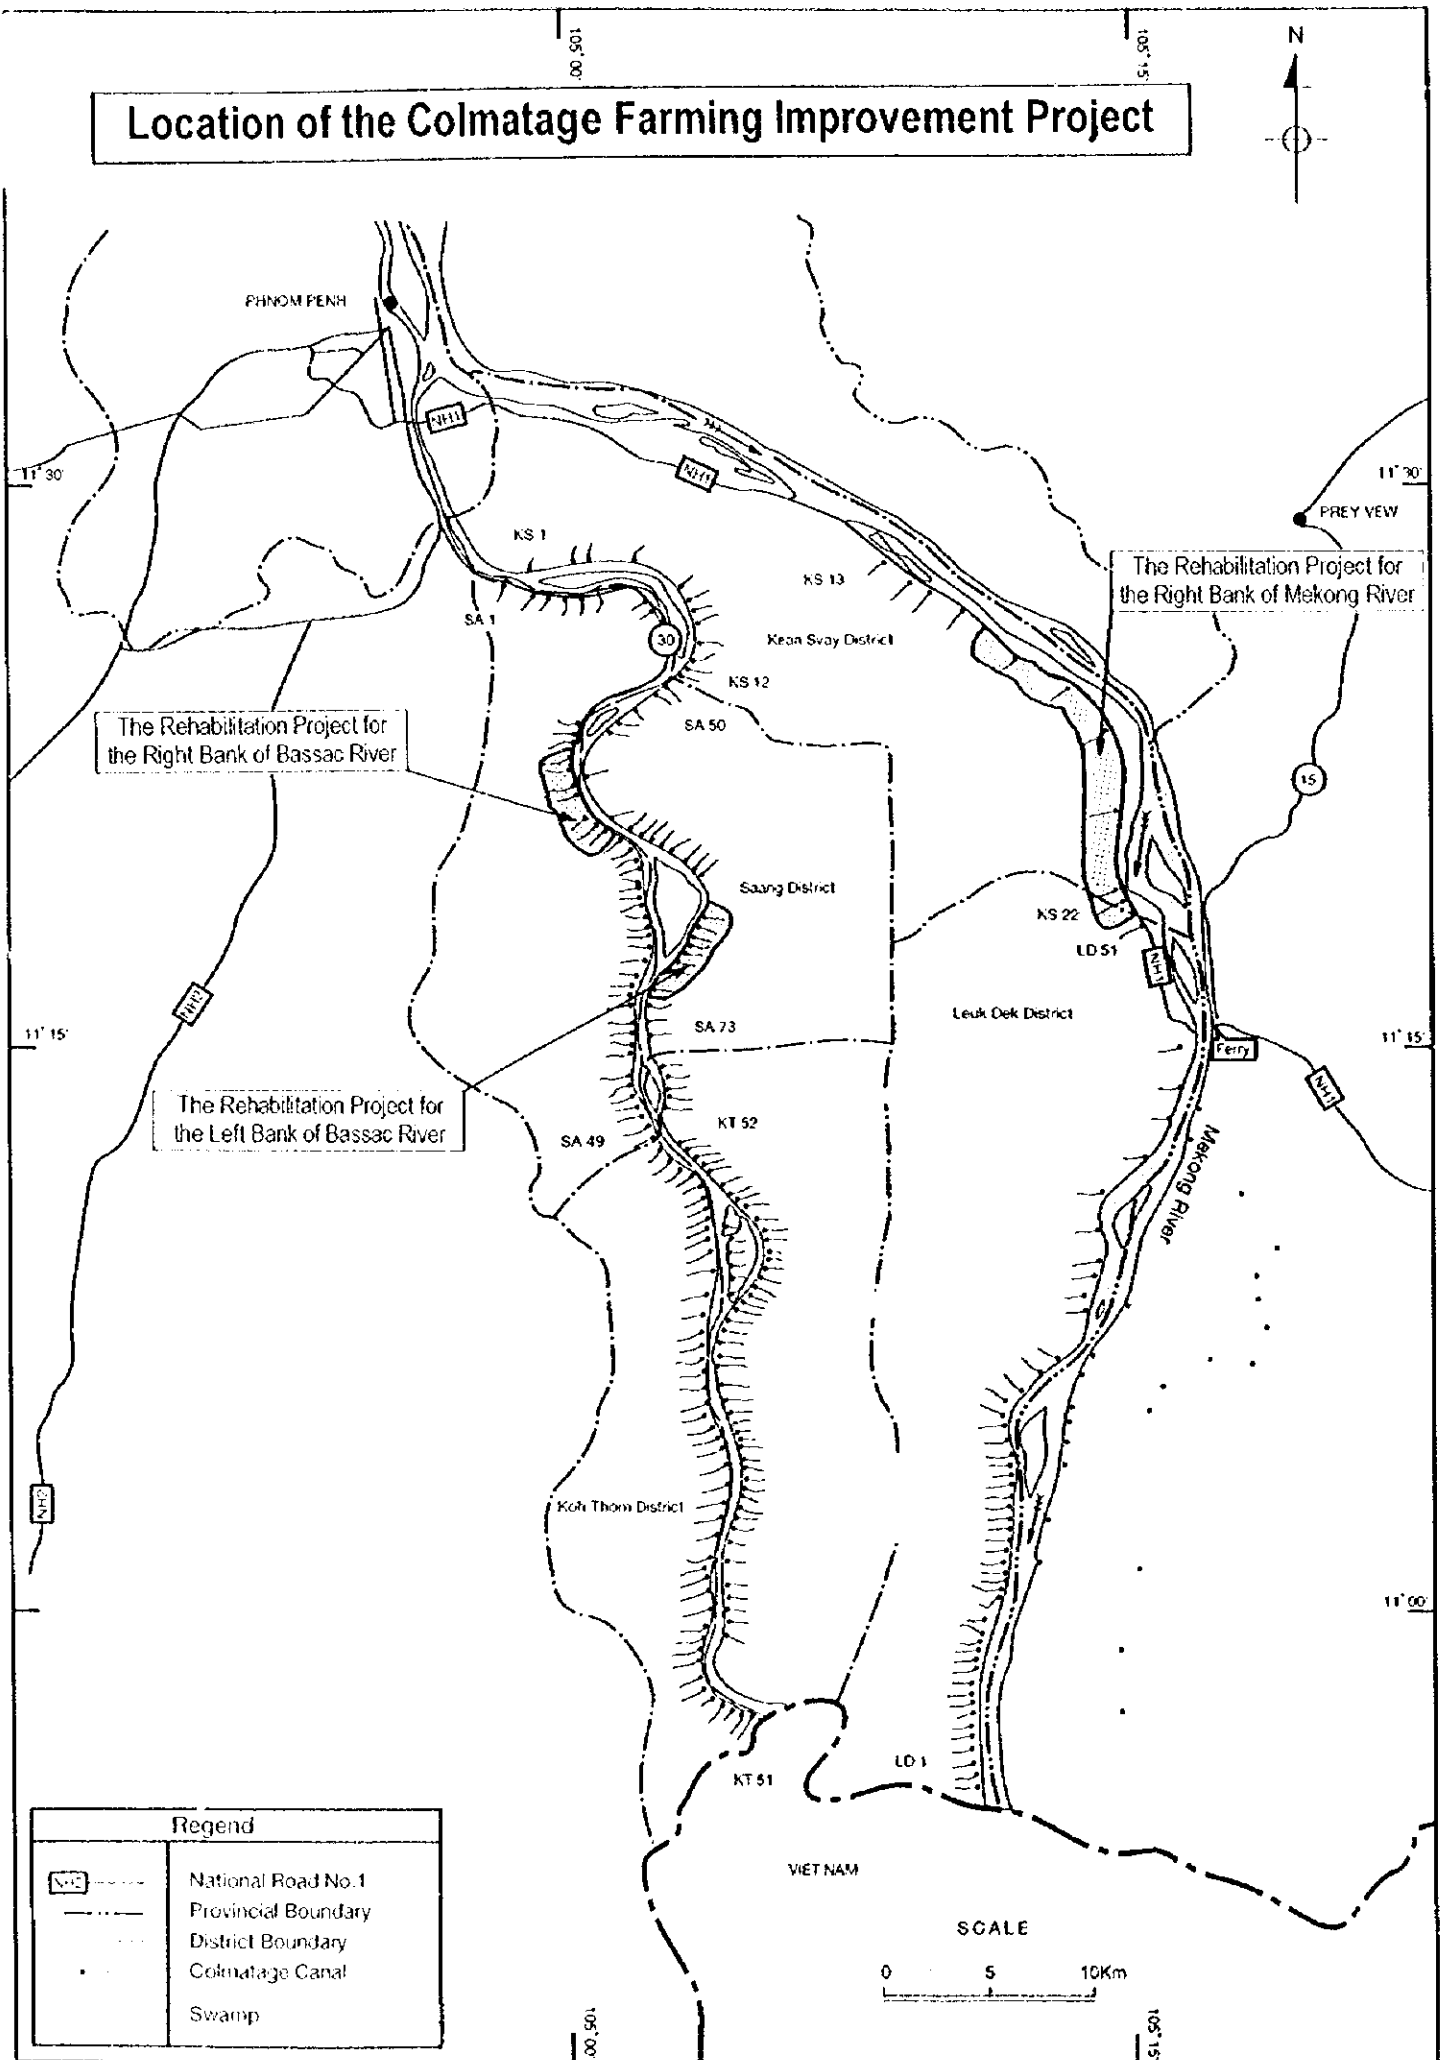 105° 00'
105° 15'
N
Location of the Colmatage Farming Improvement Project
PHNOM PENH
NH1
NH1
11° 30'
11° 30'
PREY VEW
KS 1
KS 13
The Rehabilitation Project for
the Right Bank of Mekong River
SA 1
30
Kean Svay District
KS 12
SA 50
The Rehabilitation Project for
the Right Bank of Bassac River
15
Saang District
KS 22
LD 51
NH1
NH2
Leuk Dek District
SA 73
11° 15'
11° 15'
Ferry
NH1
The Rehabilitation Project for
the Left Bank of Bassac River
KT 52
SA 49
Mekong River
Koh Thom District
11° 00'
LD 1
KT 51
Regend
National Road No.1
Provincial Boundary
District Boundary
Colmatage Canal
Swamp
VIET NAM
SCALE
0 5 10Km
105° 00'
105° 15'